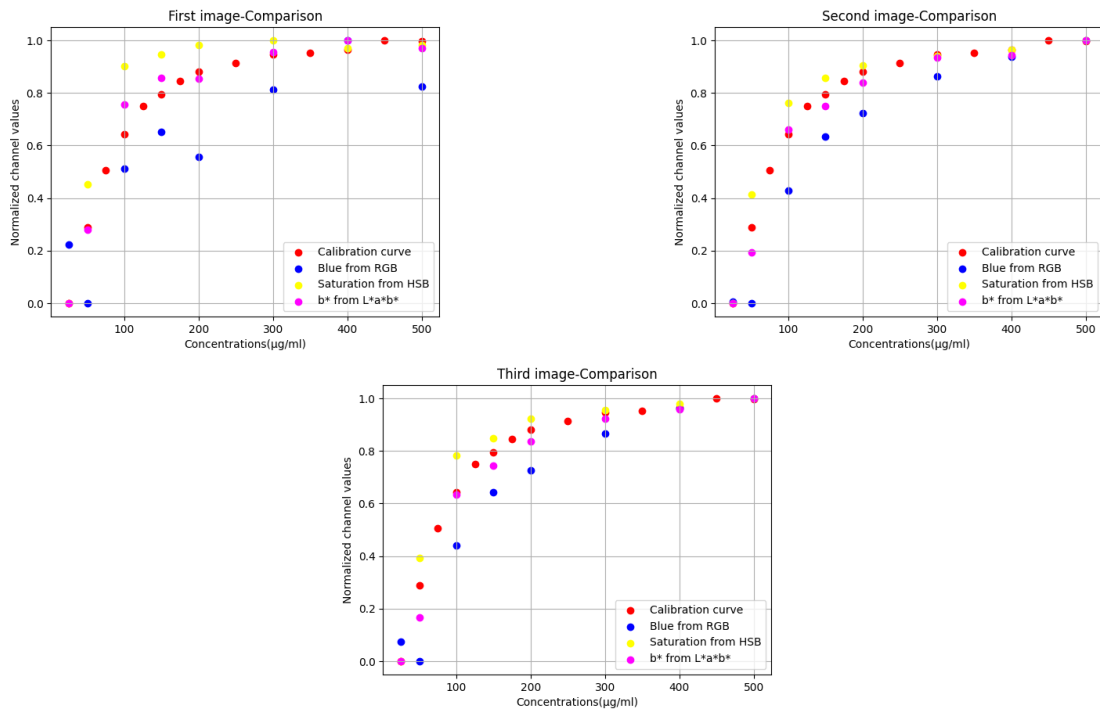 First image-Comparison
1.0
0.8
0.6
0.4
0.2
0.0
Normalized channel values
100
200
300
400
500
Concentrations(μg/ml)
Calibration curve
Blue from RGB
Saturation from HSB
b* from L*a*b*
Second image-Comparison
1.0
0.8
0.6
0.4
0.2
0.0
Normalized channel values
100
200
300
400
500
Concentrations(μg/ml)
Calibration curve
Blue from RGB
Saturation from HSB
b* from L*a*b*
Third image-Comparison
1.0
0.8
0.6
0.4
0.2
0.0
Normalized channel values
100
200
300
400
500
Concentrations(μg/ml)
Calibration curve
Blue from RGB
Saturation from HSB
b* from L*a*b*